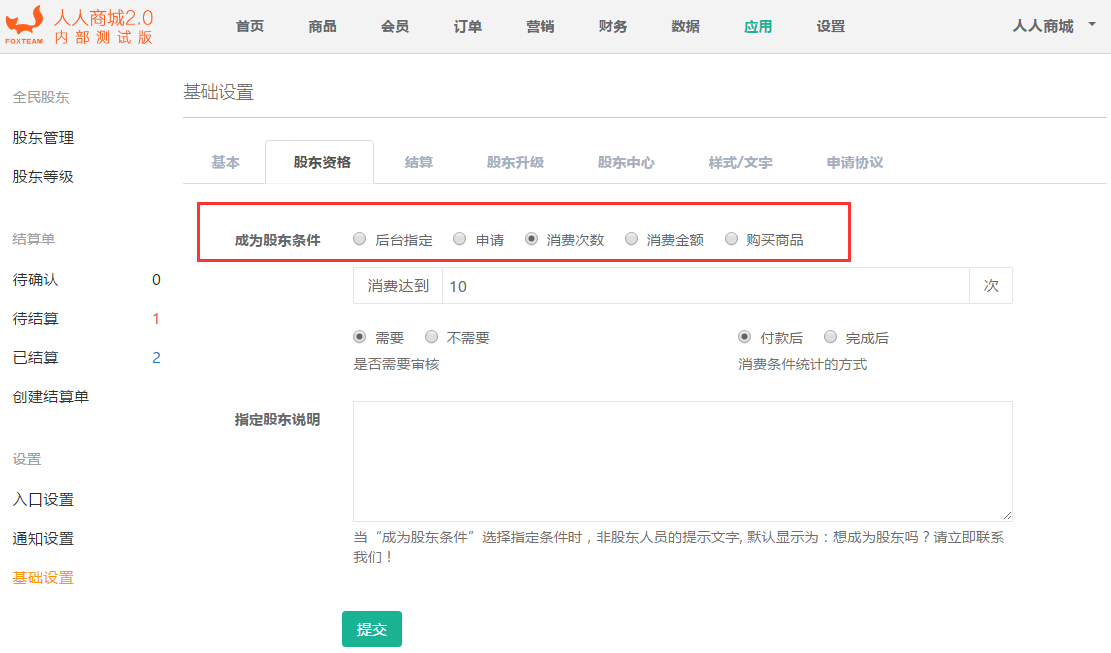 人人商城2.0
内部测试版
FOXTEAM
首页 商品 会员 订单 营销 财务 数据 应用 设置 人人商城
全民股东
股东管理
股东等级
结算单
待确认 0
待结算 1
已结算 2
创建结算单
设置
入口设置
通知设置
基础设置
基础设置
基本 股东资格 结算 股东升级 股东中心 样式/文字 申请协议
成为股东条件 后台指定 申请 消费次数 消费金额 购买商品
消费达到 10 次
需要 不需要 付款后 完成后
是否需要审核 消费条件统计的方式
指定股东说明
当“成为股东条件”选择指定条件时，非股东人员的提示文字, 默认显示为：想成为股东吗？请立即联系
我们！
提交